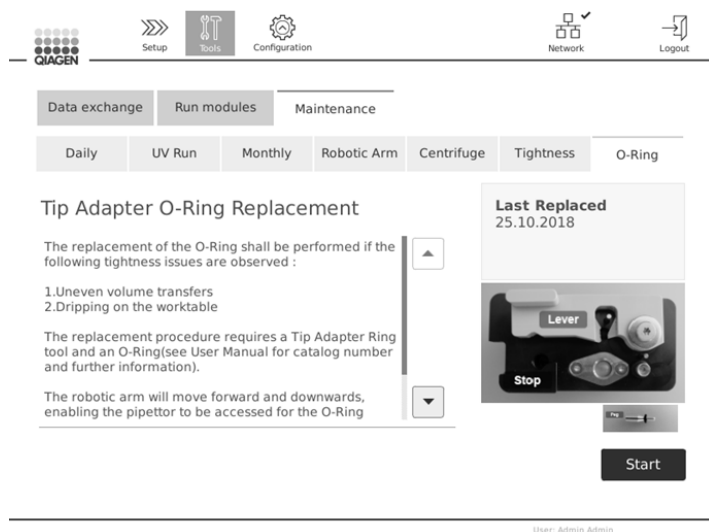 QIAGEN
Setup
Tools
Configuration
Network
Logout
Data exchange
Run modules
Maintenance
Daily
UV Run
Monthly
Robotic Arm
Centrifuge
Tightness
O-Ring
Tip Adapter O-Ring Replacement
The replacement of the O-Ring shall be performed if the
following tightness issues are observed :
1.Uneven volume transfers
2.Dripping on the worktable
The replacement procedure requires a Tip Adapter Ring
tool and an O-Ring(see User Manual for catalog number
and further information).
The robotic arm will move forward and downwards,
enabling the pipettor to be accessed for the O-Ring
Last Replaced
25.10.2018
Lever
Stop
Peg
Start
User: Admin Admin